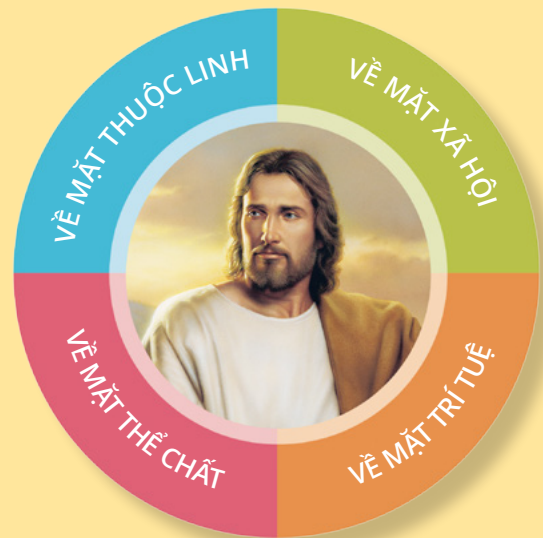 VỀ MẶT THUỘC LINH
VỀ MẶT XÃ HỘI
VỀ MẶT THỂ CHẤT
VỀ MẶT TRÍ TUỆ